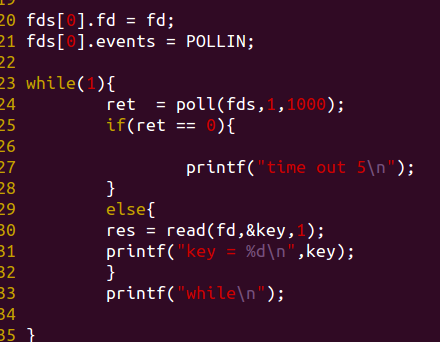 20 fds[0].fd = fd;
21 fds[0].events = POLLIN;
22
23 while(1){
24         ret  = poll(fds,1,1000);
25         if(ret == 0){
26
27                 printf("time out 5\n");
28         }
29         else{
30         res = read(fd,&key,1);
31         printf("key = %d\n",key);
32         }
33         printf("while\n");
34
35 }